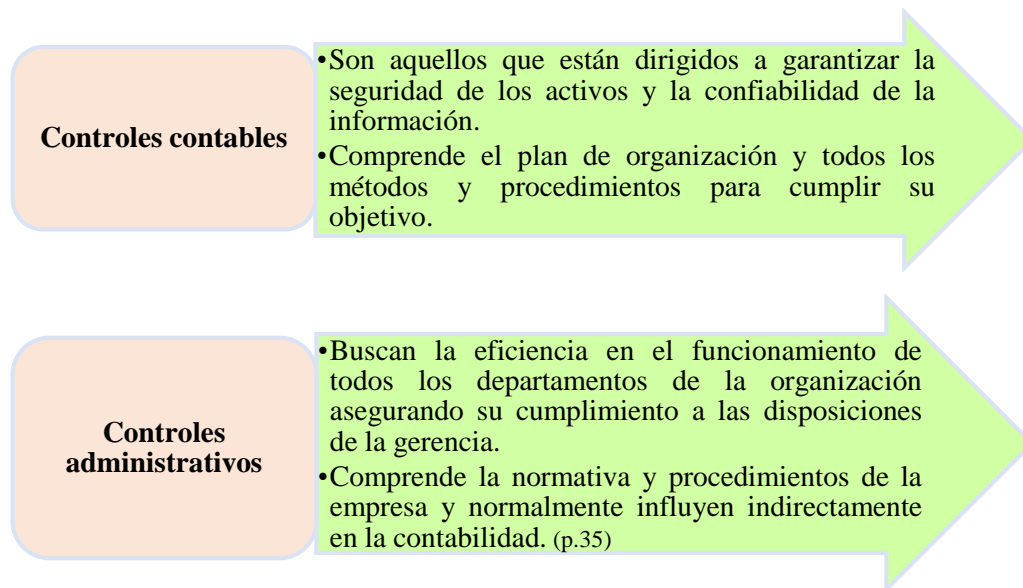 Controles contables
•Son aquellos que están dirigidos a garantizar la
seguridad de los activos y la confiabilidad de la
información.
•Comprende el plan de organización y todos los
métodos y procedimientos para cumplir su
objetivo.
Controles
administrativos
•Buscan la eficiencia en el funcionamiento de
todos los departamentos de la organización
asegurando su cumplimiento a las disposiciones
de la gerencia.
•Comprende la normativa y procedimientos de la
empresa y normalmente influyen indirectamente
en la contabilidad. (p.35)